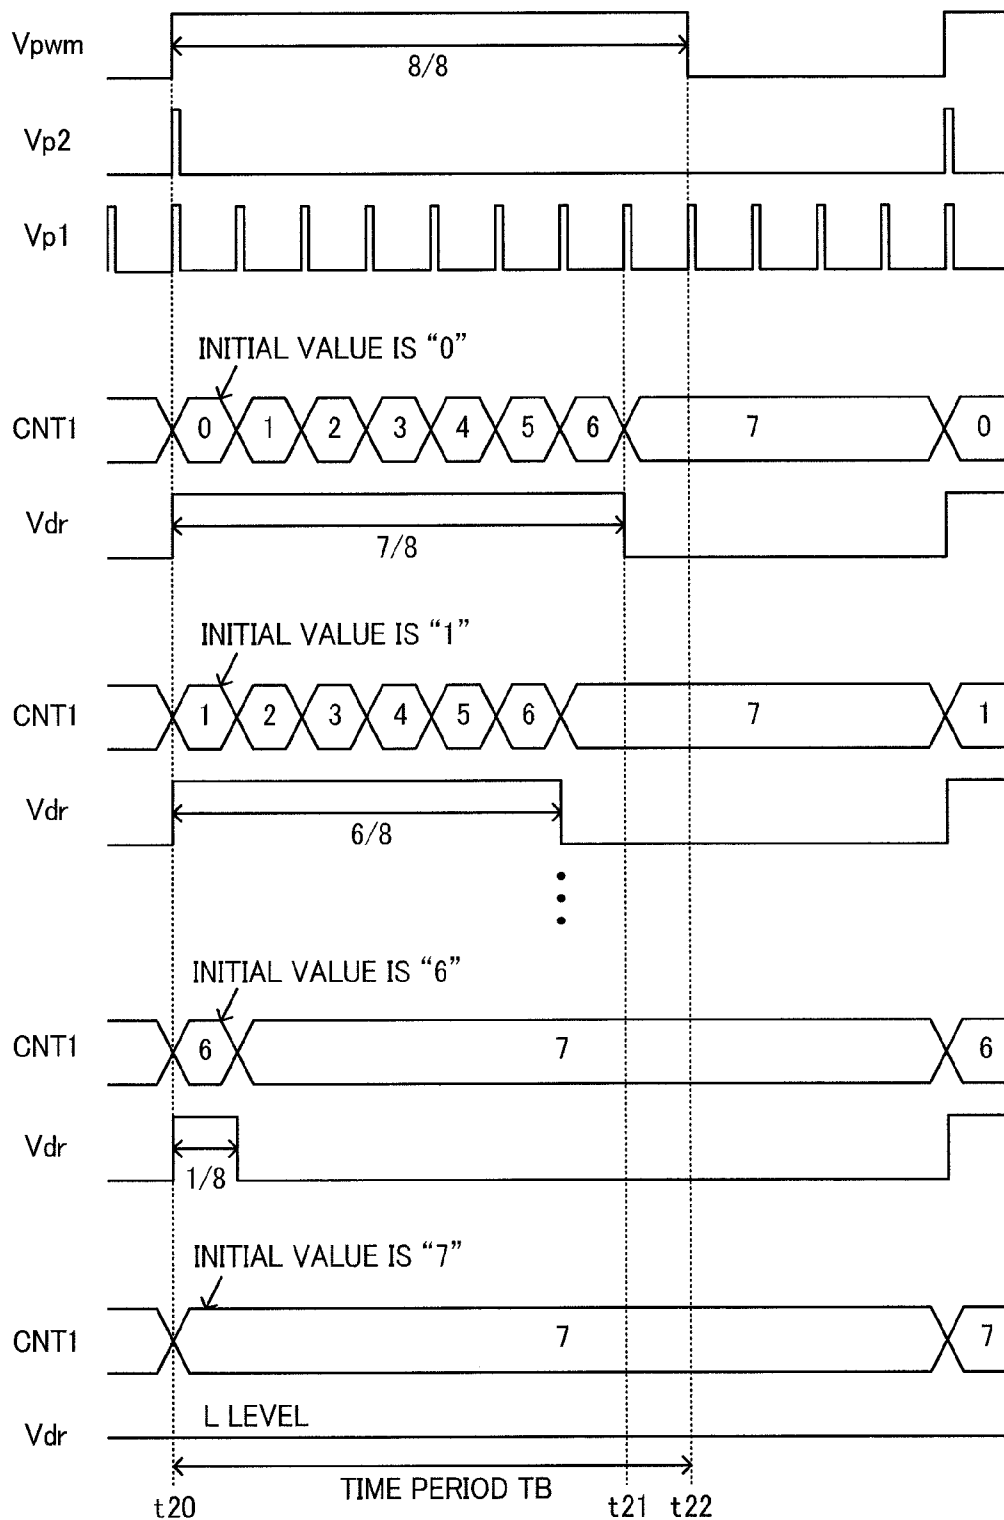 Vpwm
8/8
Vp2
Vp1
INITIAL VALUE IS “0”
CNT1 0 1 2 3 4 5 6 7 0
Vdr
7/8
INITIAL VALUE IS “1”
CNT1 1 2 3 4 5 6 7 1
Vdr
6/8
INITIAL VALUE IS “6”
CNT1 6 7 6
Vdr
1/8
INITIAL VALUE IS “7”
CNT1 7 7
L LEVEL
Vdr
TIME PERIOD TB
t20 t21 t22